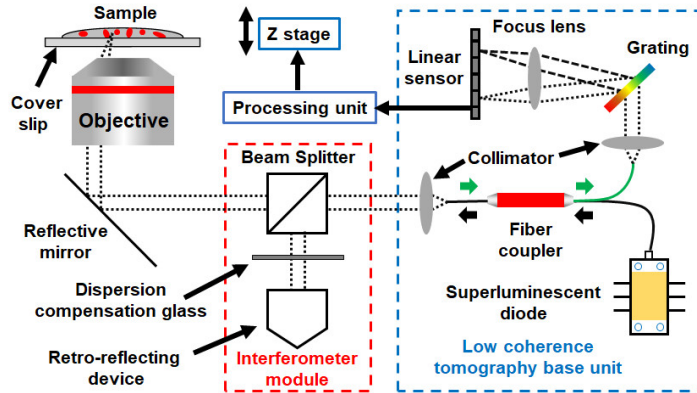 Sample
Z stage
Focus lens
Grating
Linear
sensor
Cover
slip
Objective
Processing unit
Beam Splitter
Collimator
Reflective
mirror
Fiber
coupler
Dispersion
compensation glass
Superluminescent
diode
Retro-reflecting
device
Interferometer
module
Low coherence
tomography base unit